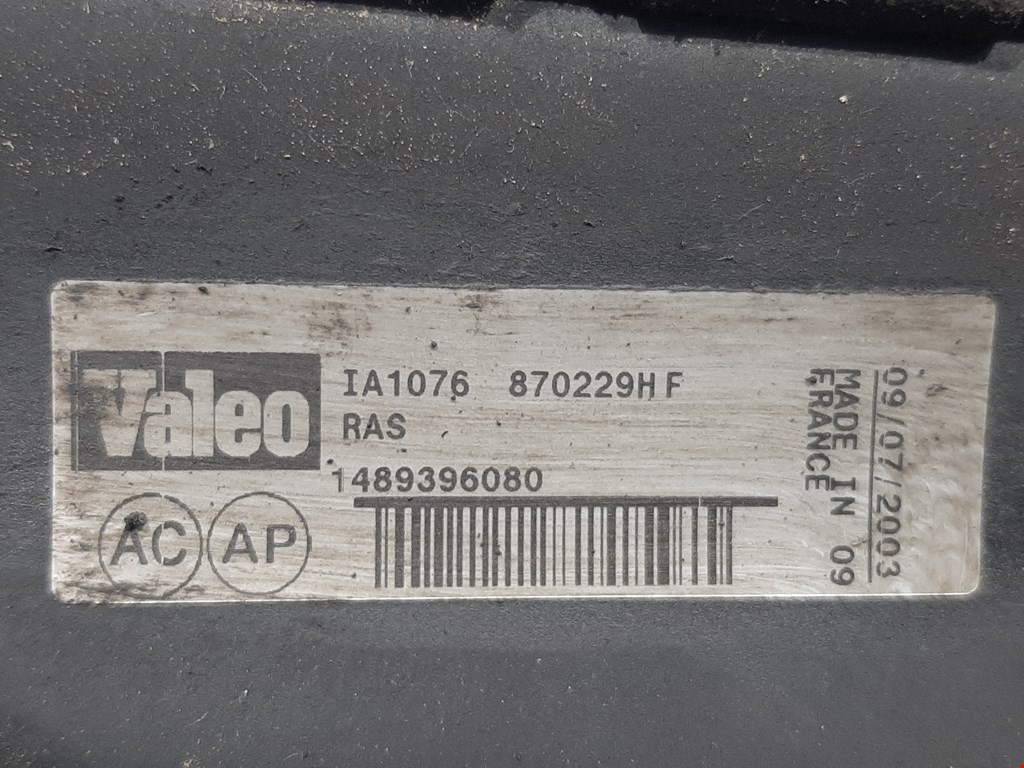 Valeo
IA1076 870229HF
RAS
1489396080
AC AP
09/07/2003
MADE IN 09
FRANCE